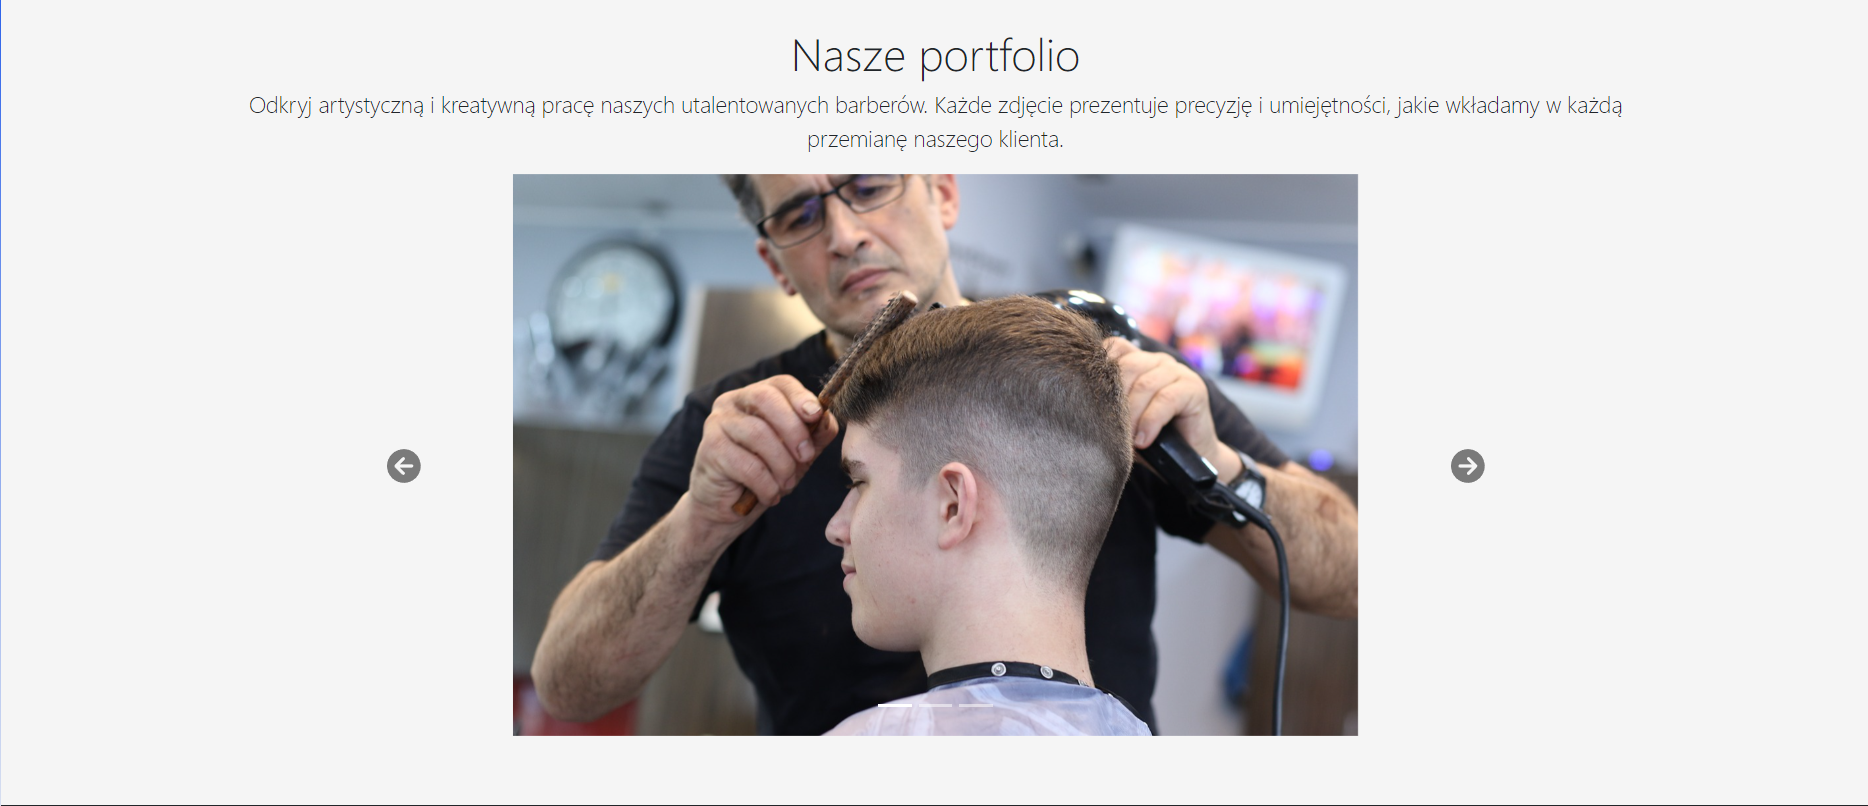 Nasze portfolio
Odkryj artystyczną i kreatywną pracę naszych utalentowanych barberów. Każde zdjęcie prezentuje precyzję i umiejętności, jakie wkładamy w każdą
przemianę naszego klienta.